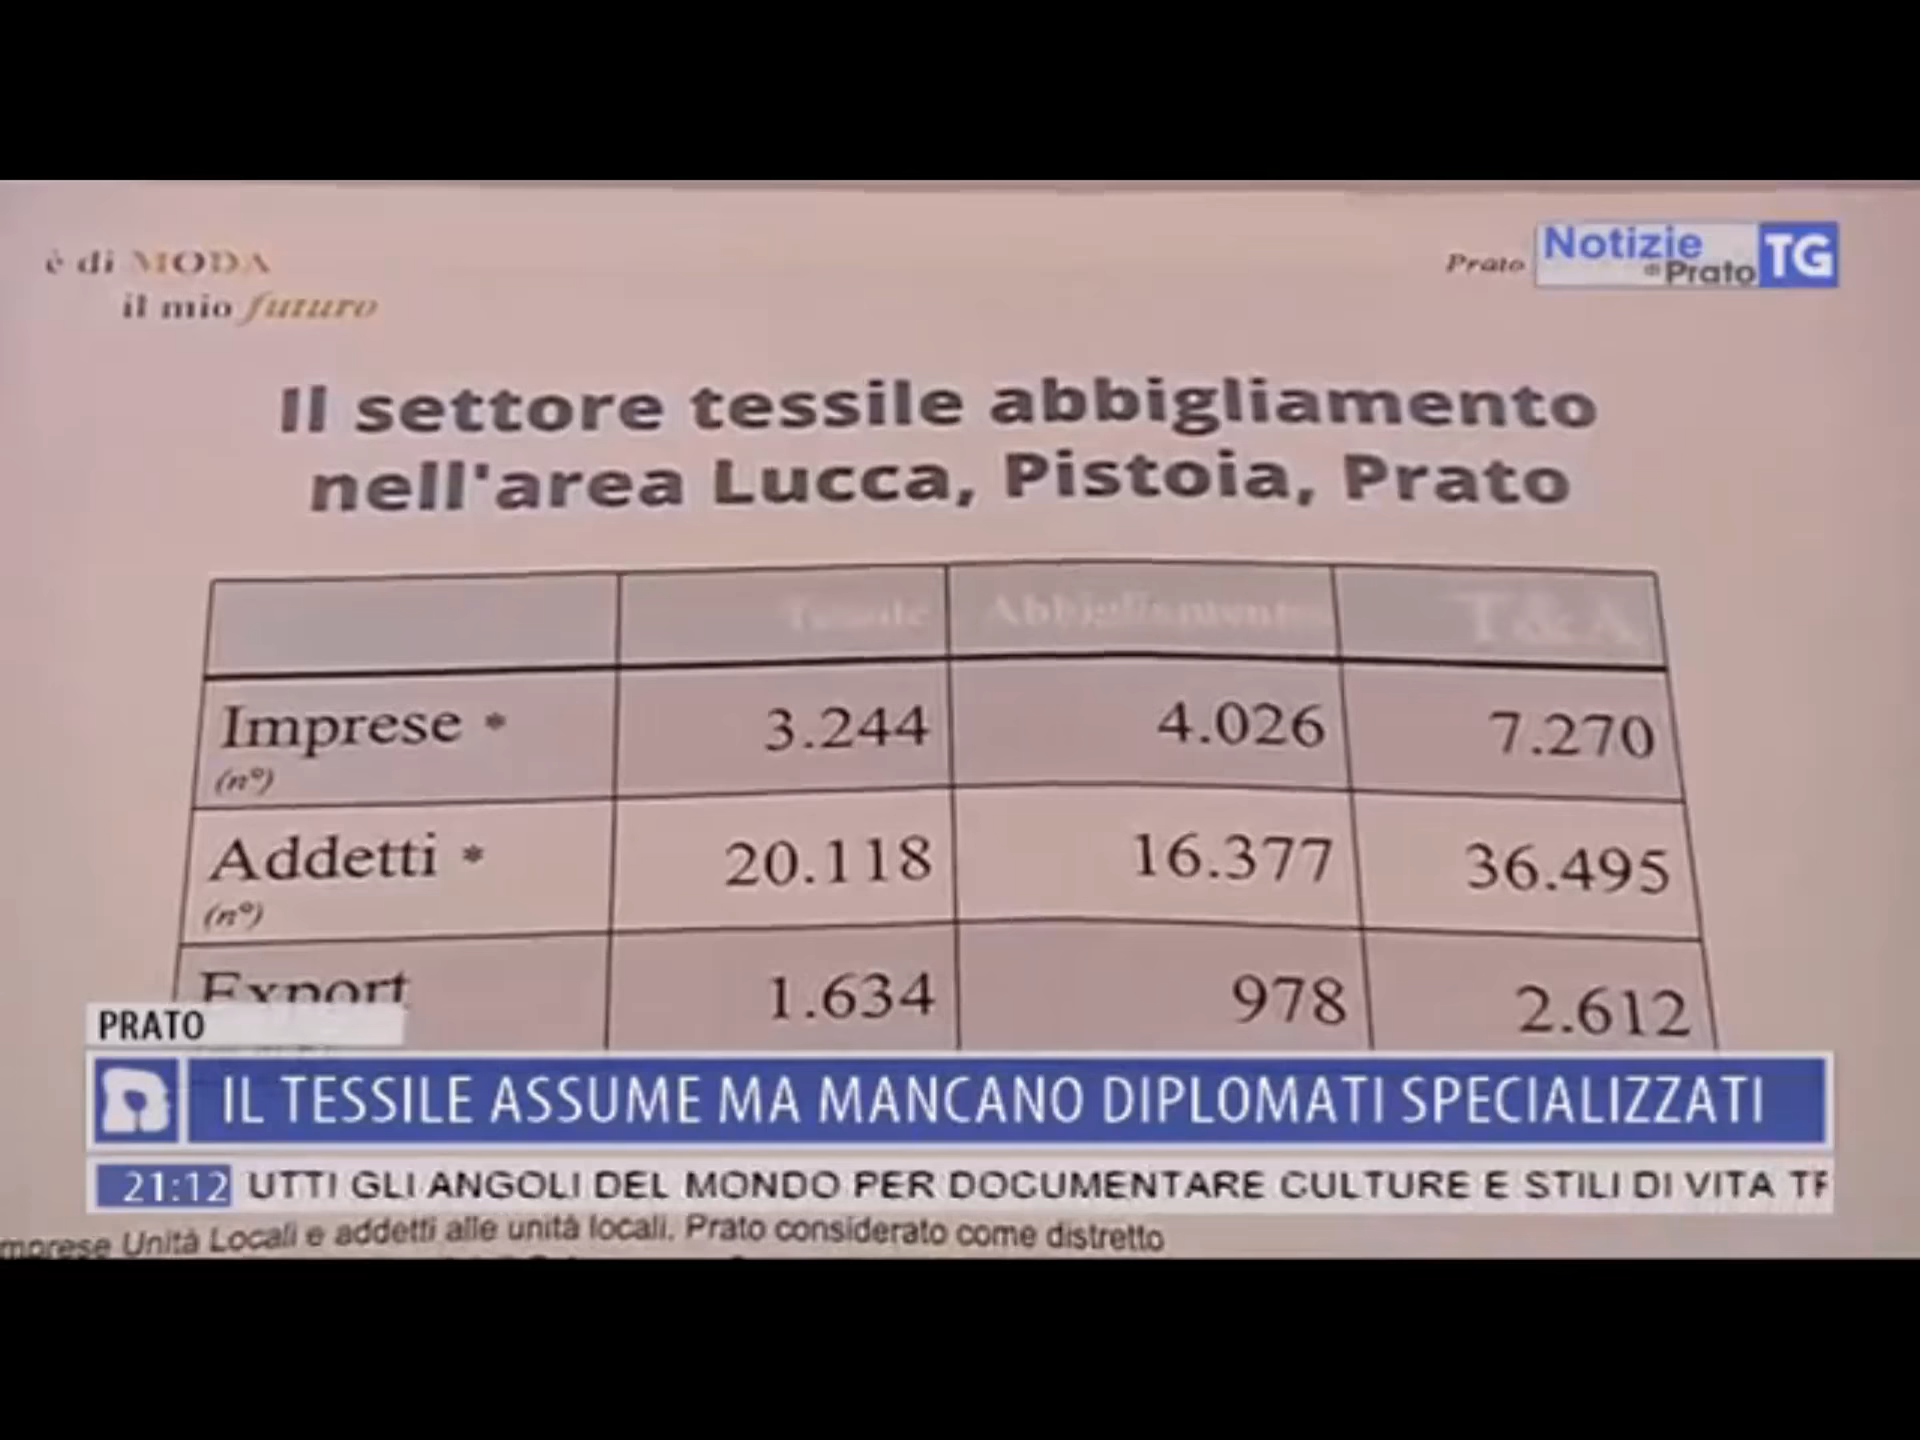 è di MODA
il mio futuro
Prato
Notizie
di Prato
TG
Il settore tessile abbigliamento
nell'area Lucca, Pistoia, Prato
Tessile Abbigliamento T&A
Imprese * 3.244 4.026 7.270
(n°)
Addetti * 20.118 16.377 36.495
(n°)
Export 1.634 978 2.612
PRATO
IL TESSILE ASSUME MA MANCANO DIPLOMATI SPECIALIZZATI
21:12 UTTI GLI ANGOLI DEL MONDO PER DOCUMENTARE CULTURE E STILI DI VITA
Unità Locali e addetti alle unità locali, Prato considerato come distretto